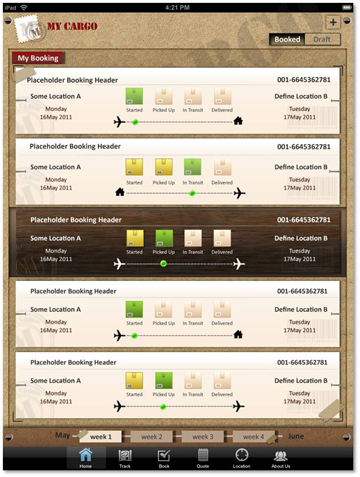 iPad
4:21 PM
MY CARGO
Booked
Draft
My Booking
Placeholder Booking Header
001-6645362781
Some Location A
Define Location B
Monday
16May 2011
Tuesday
17May 2011
Started
Picked Up
In Transit
Delivered
Placeholder Booking Header
001-6645362781
Some Location A
Define Location B
Monday
16May 2011
Tuesday
17May 2011
Started
Picked Up
In Transit
Delivered
Placeholder Booking Header
001-6645362781
Some Location A
Define Location B
Monday
16May 2011
Tuesday
17May 2011
Started
Picked Up
In Transit
Delivered
Placeholder Booking Header
001-6645362781
Some Location A
Define Location B
Monday
16May 2011
Tuesday
17May 2011
Started
Picked Up
In Transit
Delivered
Placeholder Booking Header
001-6645362781
Some Location A
Define Location B
Monday
16May 2011
Tuesday
17May 2011
Started
Picked Up
In Transit
Delivered
May
week 1
week 2
week 3
week 4
June
Home
Track
Book
Quote
Location
About Us